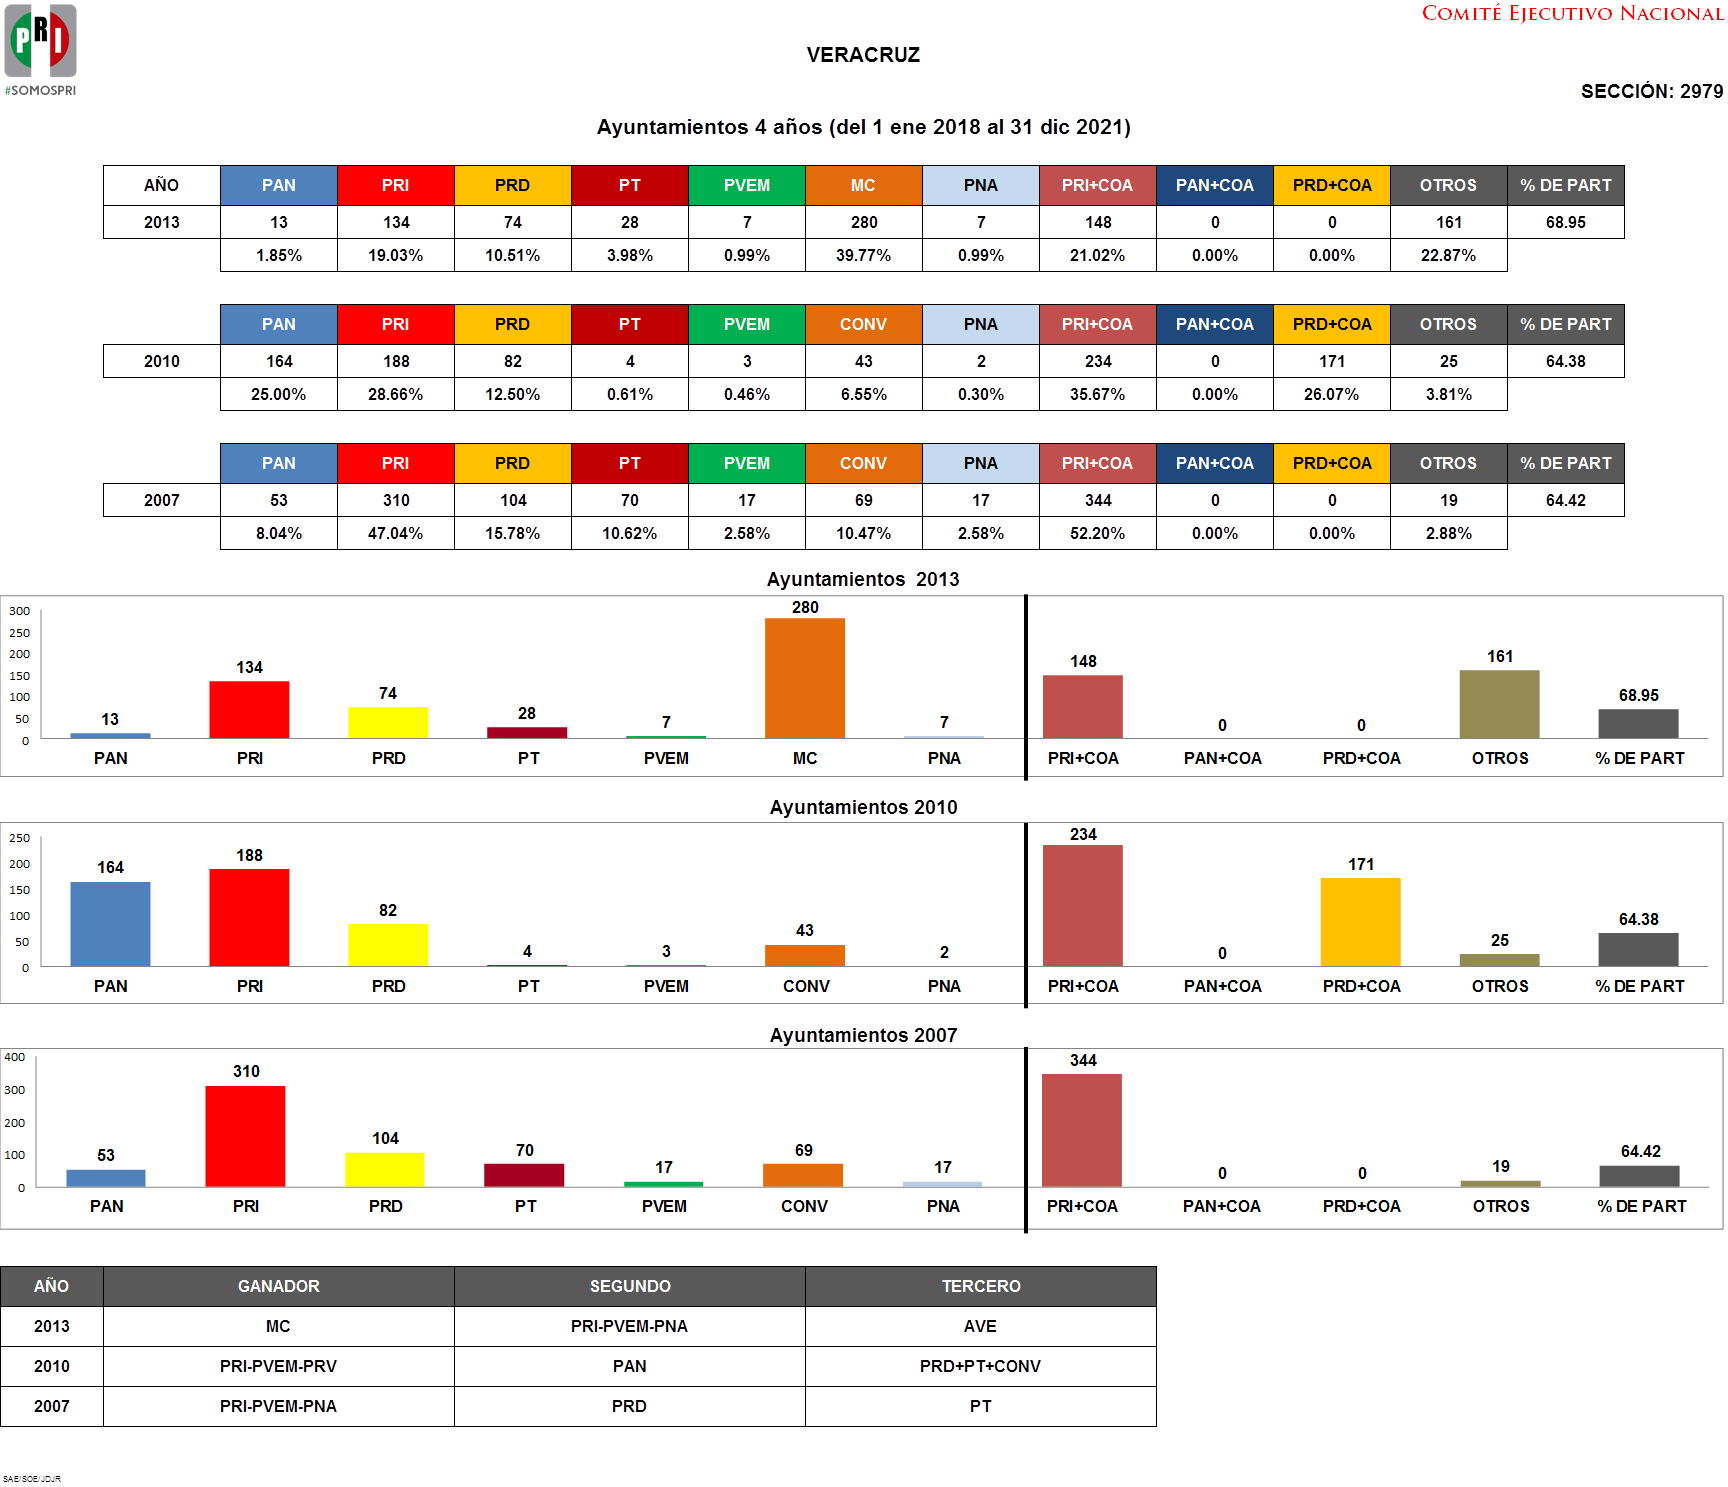 PRI
#SOMOSPRI
COMITÉ EJECUTIVO NACIONAL
VERACRUZ
SECCIÓN: 2979
Ayuntamientos 4 años (del 1 ene 2018 al 31 dic 2021)
AÑO PAN PRI PRD PT PVEM MC PNA PRI+COA PAN+COA PRD+COA OTROS % DE PART
2013 13 134 74 28 7 280 7 148 0 0 161 68.95
1.85% 19.03% 10.51% 3.98% 0.99% 39.77% 0.99% 21.02% 0.00% 0.00% 22.87%
PAN PRI PRD PT PVEM CONV PNA PRI+COA PAN+COA PRD+COA OTROS % DE PART
2010 164 188 82 4 3 43 2 234 0 171 25 64.38
25.00% 28.66% 12.50% 0.61% 0.46% 6.55% 0.30% 35.67% 0.00% 26.07% 3.81%
PAN PRI PRD PT PVEM CONV PNA PRI+COA PAN+COA PRD+COA OTROS % DE PART
2007 53 310 104 70 17 69 17 344 0 0 19 64.42
8.04% 47.04% 15.78% 10.62% 2.58% 10.47% 2.58% 52.20% 0.00% 0.00% 2.88%
Ayuntamientos 2013
300
250
200
150
100
50
0
13 134 74 28 7 280 7 148 0 0 161 68.95
PAN PRI PRD PT PVEM MC PNA PRI+COA PAN+COA PRD+COA OTROS % DE PART
Ayuntamientos 2010
250
200
150
100
50
0
164 188 82 4 3 43 2 234 0 171 25 64.38
PAN PRI PRD PT PVEM CONV PNA PRI+COA PAN+COA PRD+COA OTROS % DE PART
Ayuntamientos 2007
400
300
200
100
0
53 310 104 70 17 69 17 344 0 0 19 64.42
PAN PRI PRD PT PVEM CONV PNA PRI+COA PAN+COA PRD+COA OTROS % DE PART
AÑO GANADOR SEGUNDO TERCERO
2013 MC PRI-PVEM-PNA AVE
2010 PRI-PVEM-PRV PAN PRD+PT+CONV
2007 PRI-PVEM-PNA PRD PT
SAE/SOE/JDJR